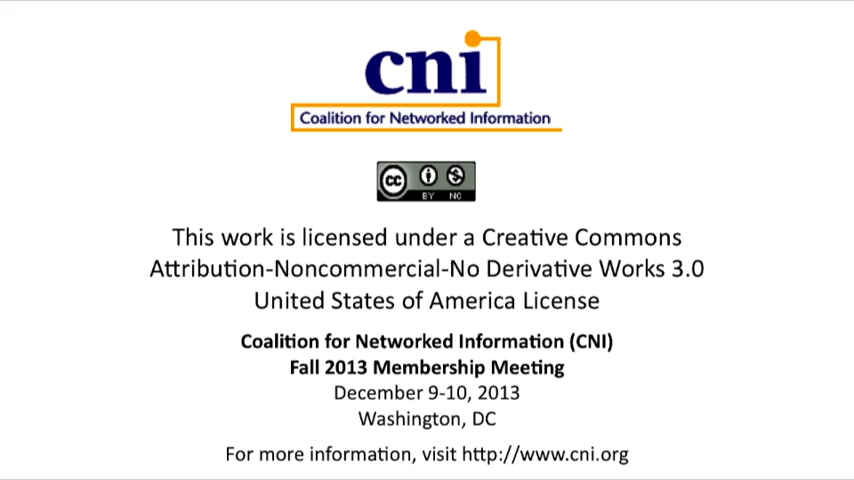 cni
Coalition for Networked Information
cc
BY NC
This work is licensed under a Creative Commons
Attribution-Noncommercial-No Derivative Works 3.0
United States of America License
Coalition for Networked Information (CNI)
Fall 2013 Membership Meeting
December 9-10, 2013
Washington, DC
For more information, visit http://www.cni.org